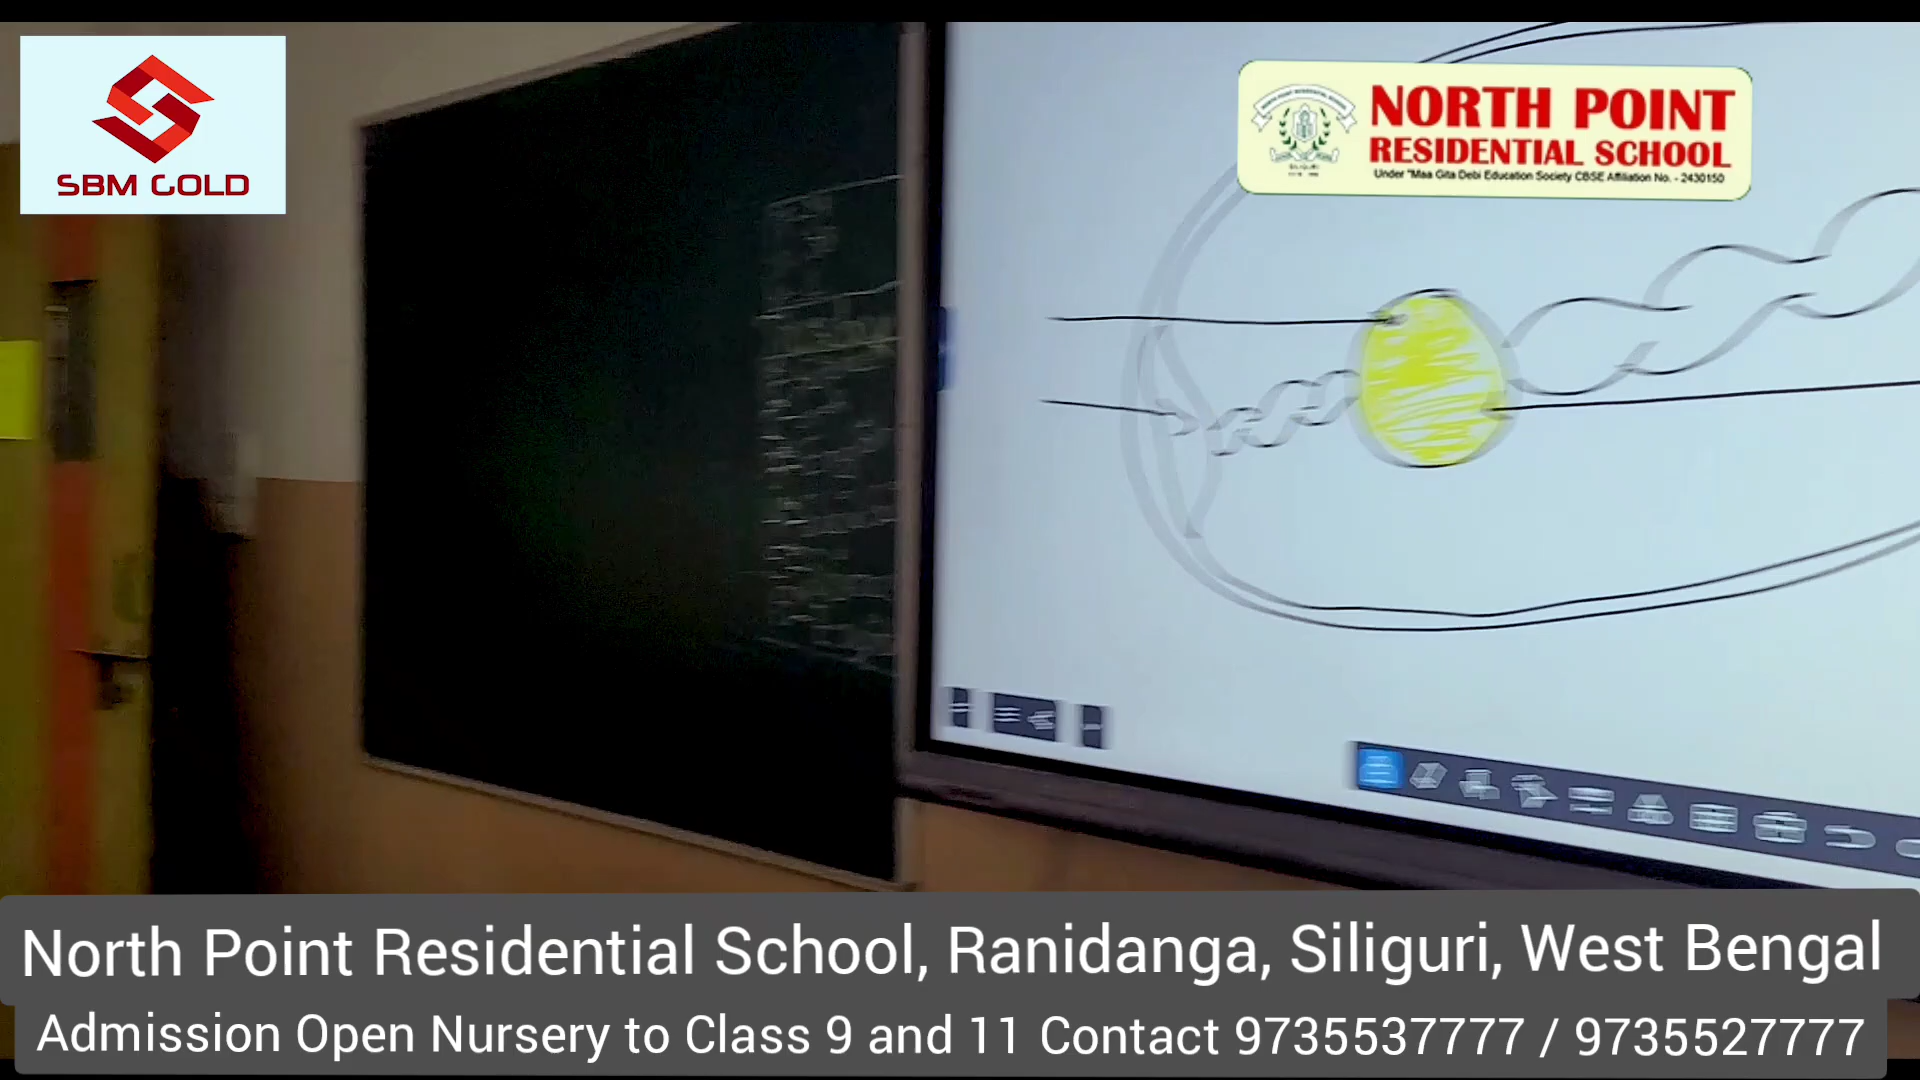 SBM GOLD
NORTH POINT
RESIDENTIAL SCHOOL
Under "Maa Gita Debi Education Society CBSE Affiliation No. - 2430150
North Point Residential School, Ranidanga, Siliguri, West Bengal
Admission Open Nursery to Class 9 and 11 Contact 9735537777 / 9735527777